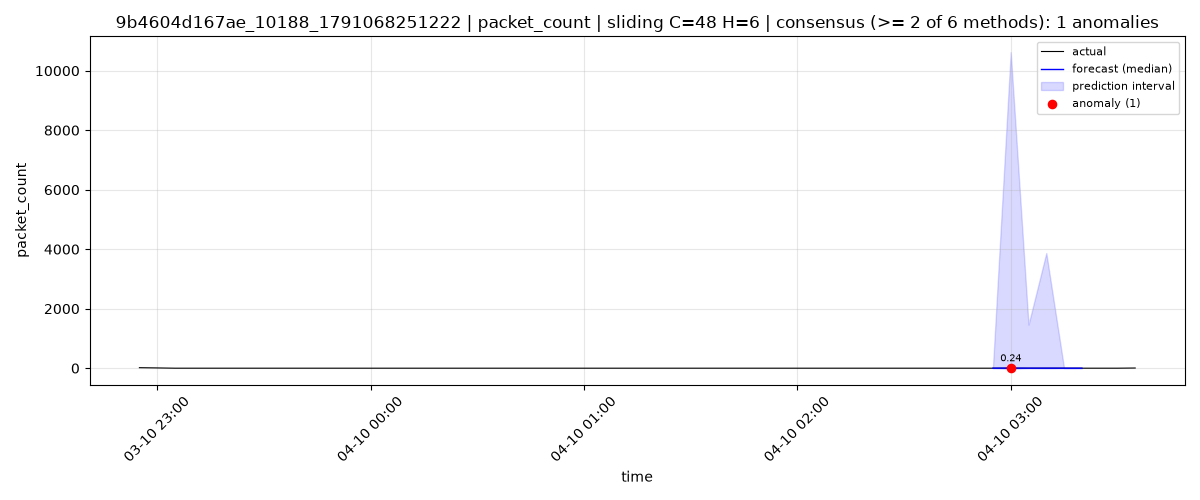 9b4604d167ae_10188_1791068251222 | packet_count | sliding C=48 H=6 | consensus (>= 2 of 6 methods): 1 anomalies
actual
forecast (median)
prediction interval
anomaly (1)
packet_count
10000
8000
6000
4000
2000
0
0.24
03-10 23:00
04-10 00:00
04-10 01:00
04-10 02:00
04-10 03:00
time